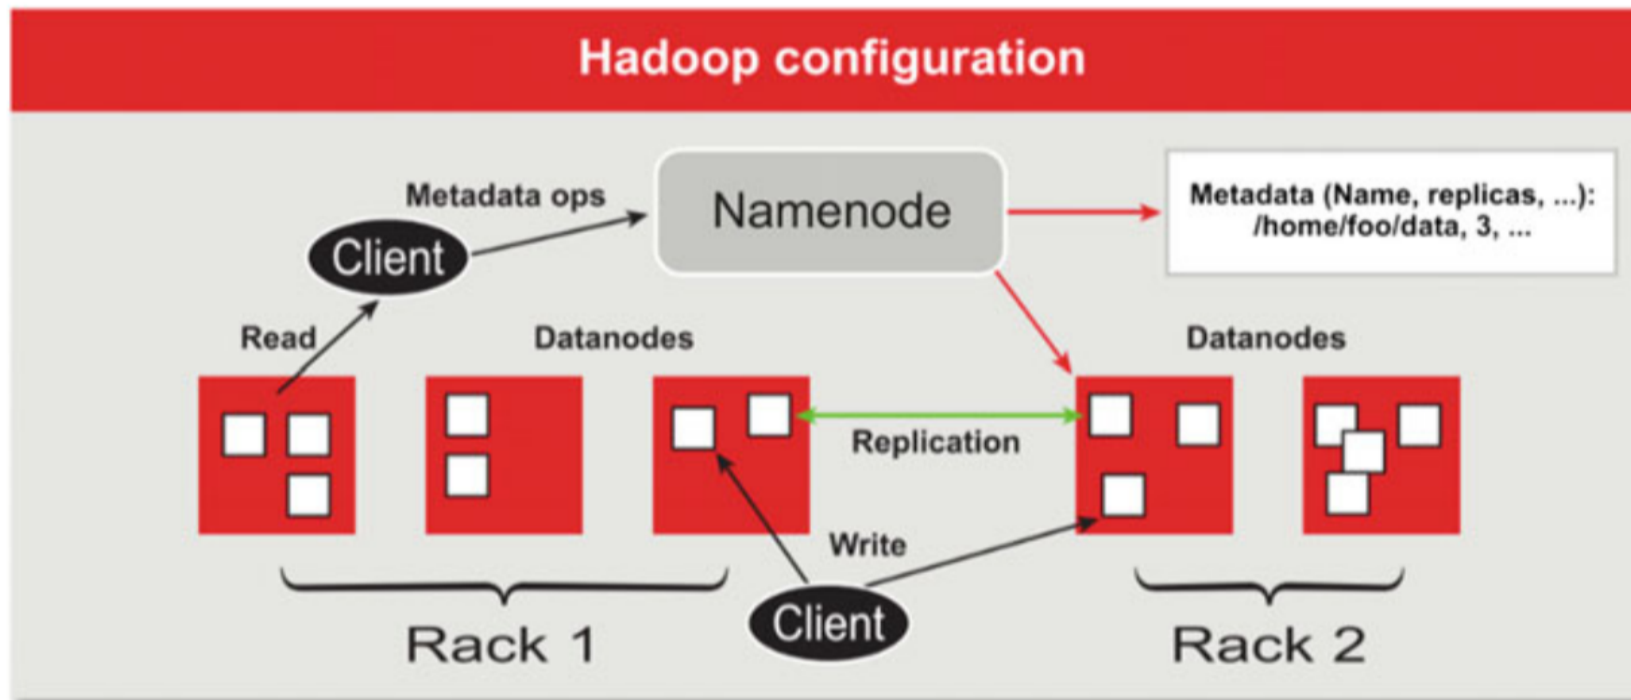 Hadoop configuration
Metadata ops
Namenode
Metadata (Name, replicas, ...):
/home/foo/data, 3, ...
Client
Read
Datanodes
Datanodes
Replication
Write
Client
Rack 1
Rack 2